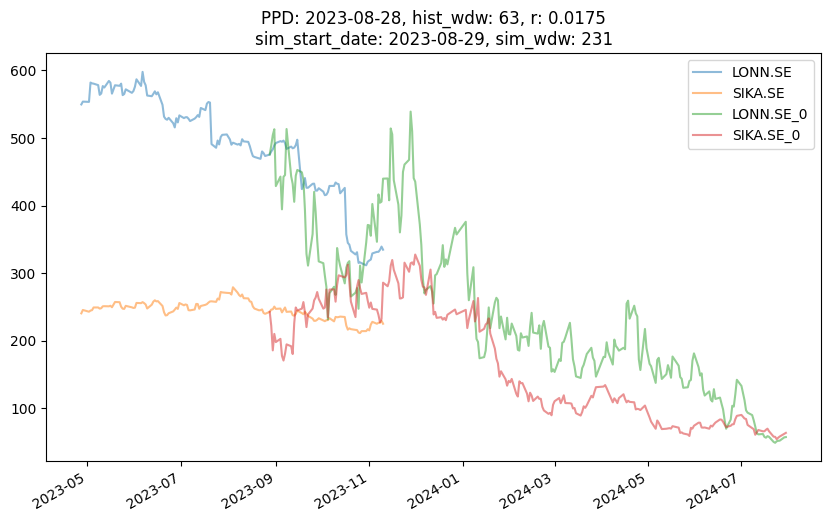 PPD: 2023-08-28, hist_wdw: 63, r: 0.0175
sim_start_date: 2023-08-29, sim_wdw: 231
LONN.SE
SIKA.SE
LONN.SE_0
SIKA.SE_0
600
500
400
300
200
100
2023-05
2023-07
2023-09
2023-11
2024-01
2024-03
2024-05
2024-07